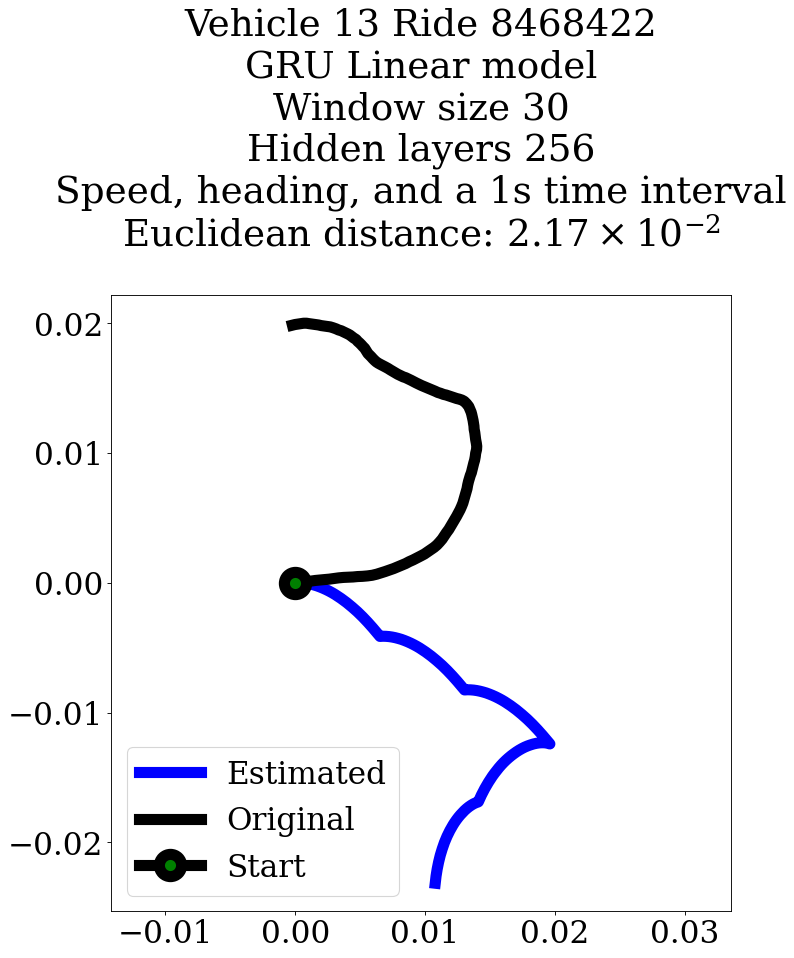 Vehicle 13 Ride 8468422
GRU Linear model
Window size 30
Hidden layers 256
Speed, heading, and a 1s time interval
Euclidean distance: 2.17 × 10⁻²
0.02
0.01
0.00
−0.01
−0.02
Estimated
Original
Start
−0.01 0.00 0.01 0.02 0.03